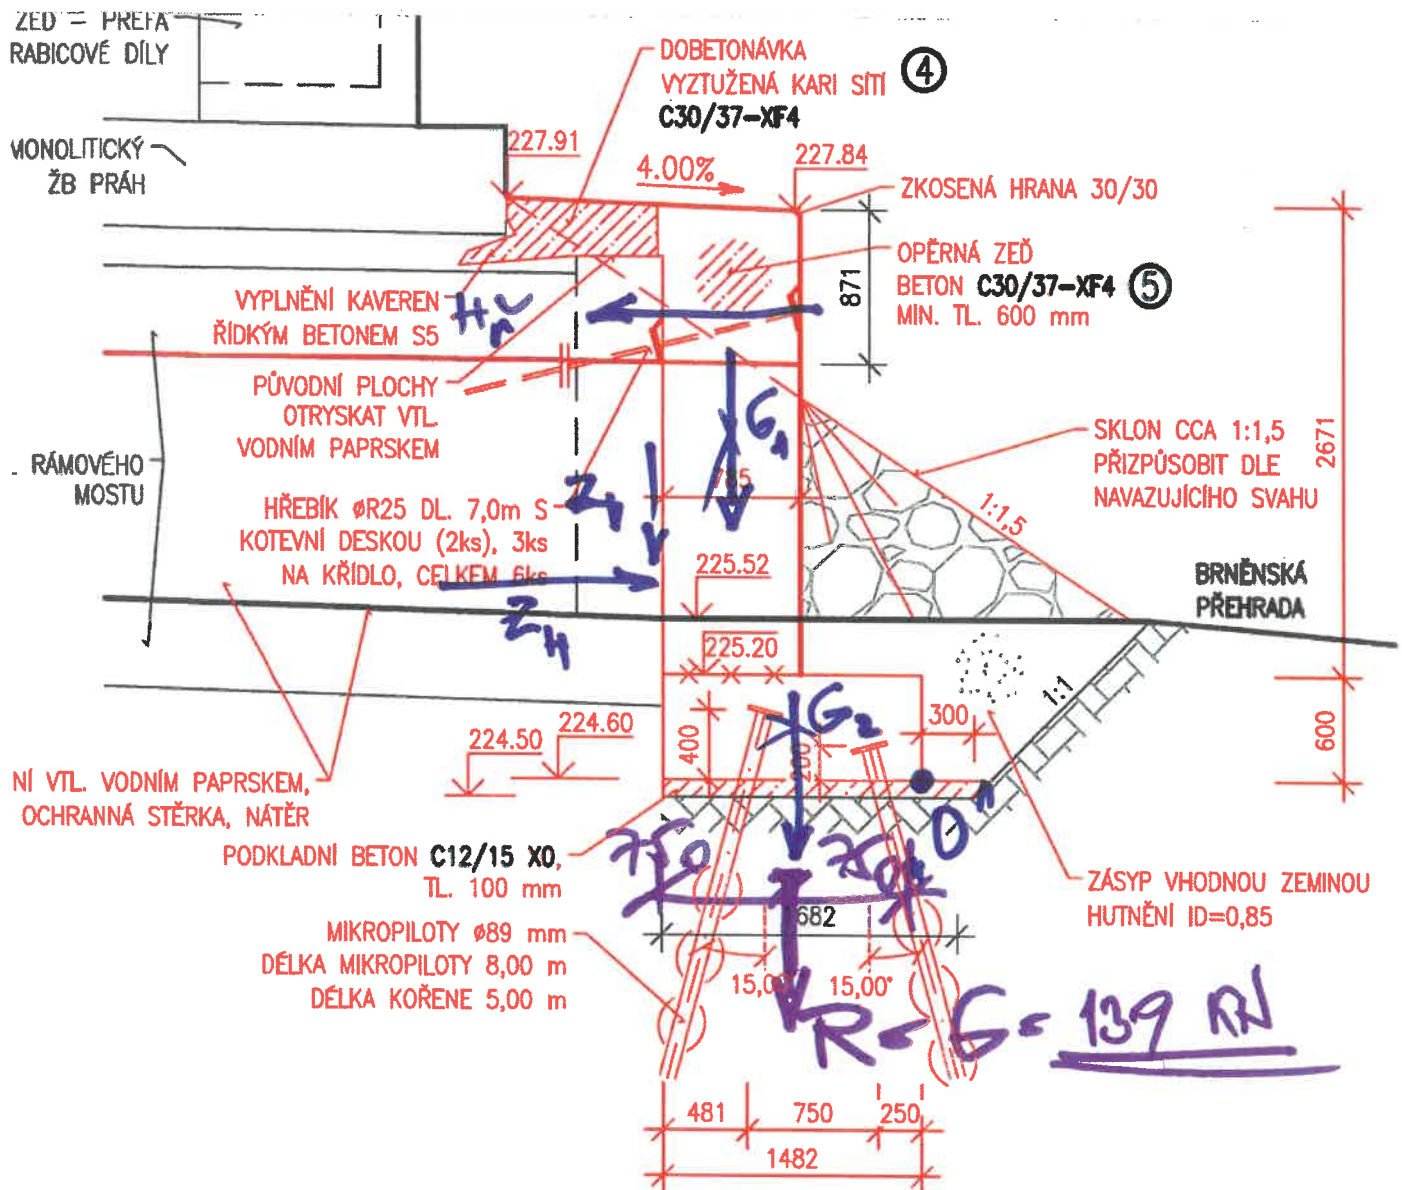 ZEĎ = PREFA
RABICOVÉ DÍLY
MONOLITICKÝ
ŽB PRÁH
DOBETONÁVKA
VYZTUŽENÁ KARI SÍTÍ
C30/37-XF4
4
227.91
4.00%
227.84
ZKOSENÁ HRANA 30/30
OPĚRNÁ ZEĎ
BETON C30/37-XF4
MIN. TL. 600 mm
5
871
VYPLNĚNÍ KAVEREN
ŘÍDKÝM BETONEM S5
PŮVODNÍ PLOCHY
OTRYSKAT VTL.
VODNÍM PAPRSKEM
RÁMOVÉHO
MOSTU
G1
SKLON CCA 1:1,5
PŘIZPŮSOBIT DLE
NAVAZUJÍCÍHO SVAHU
2671
HŘEBÍK øR25 DL. 7,0m S
KOTEVNÍ DESKOU (2ks), 3ks
NA KŘÍDLO, CELKEM 6ks
1:1,5
225.52
BRNĚNSKÁ
PŘEHRADA
ZH
225.20
1:1
G2
300
400
200
600
224.60
224.50
NÍ VTL. VODNÍM PAPRSKEM,
OCHRANNÁ STĚRKA, NÁTĚR
O
PODKLADNÍ BETON C12/15 X0,
TL. 100 mm
750
750
682
ZÁSYP VHODNOU ZEMINOU
HUTNĚNÍ ID=0,85
MIKROPILOTY ø89 mm
DÉLKA MIKROPILOTY 8,00 m
DÉLKA KOŘENE 5,00 m
15,00°
15,00°
R = G = 139 kN
481
750
250
1482